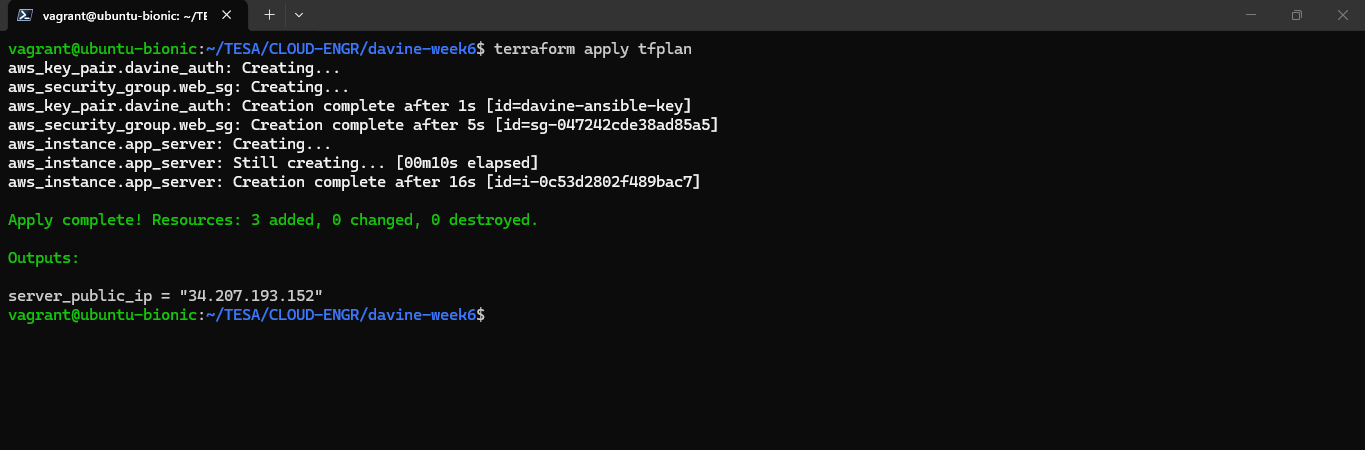 vagrant@ubuntu-bionic: ~/TE
vagrant@ubuntu-bionic:~/TESA/CLOUD-ENGR/davine-week6$ terraform apply tfplan
aws_key_pair.davine_auth: Creating...
aws_security_group.web_sg: Creating...
aws_key_pair.davine_auth: Creation complete after 1s [id=davine-ansible-key]
aws_security_group.web_sg: Creation complete after 5s [id=sg-047242cde38ad85a5]
aws_instance.app_server: Creating...
aws_instance.app_server: Still creating... [00m10s elapsed]
aws_instance.app_server: Creation complete after 16s [id=i-0c53d2802f489bac7]
Apply complete! Resources: 3 added, 0 changed, 0 destroyed.
Outputs:
server_public_ip = "34.207.193.152"
vagrant@ubuntu-bionic:~/TESA/CLOUD-ENGR/davine-week6$